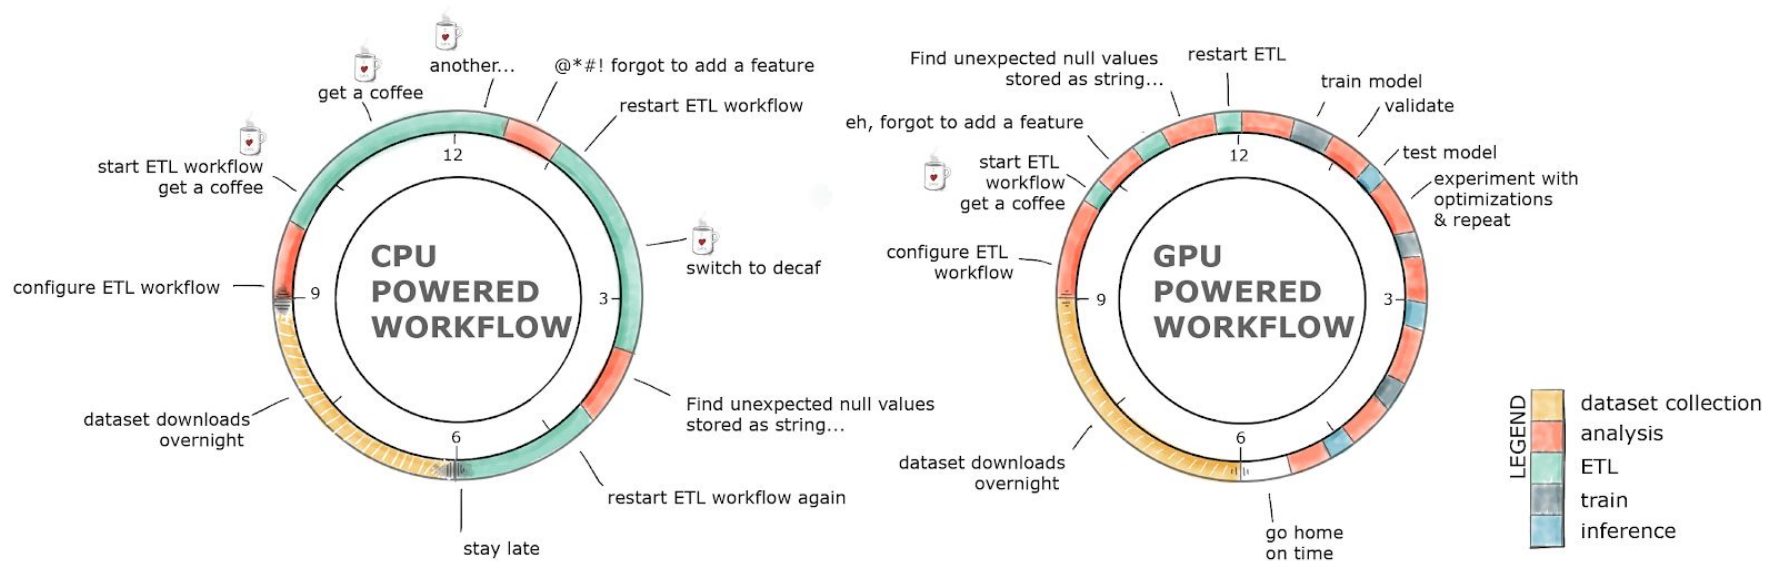 another...
@*#! forgot to add a feature
get a coffee
restart ETL workflow
start ETL workflow
get a coffee
12
CPU
POWERED
WORKFLOW
configure ETL workflow
9
3
switch to decaf
dataset downloads
overnight
6
Find unexpected null values
stored as string...
restart ETL workflow again
stay late
Find unexpected null values
stored as string...
restart ETL
train model
validate
eh, forgot to add a feature
12
test model
start ETL
workflow
get a coffee
experiment with
optimizations
& repeat
configure ETL
workflow
GPU
POWERED
WORKFLOW
9
3
dataset downloads
overnight
6
go home
on time
LEGEND
dataset collection
analysis
ETL
train
inference